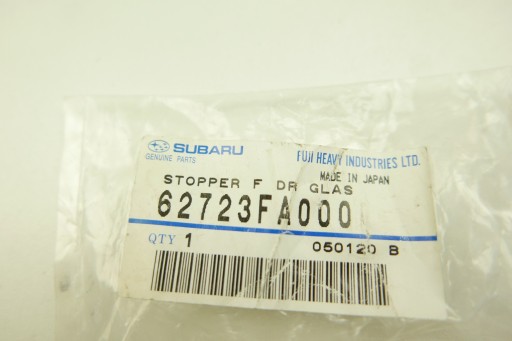 SUBARU
GENUINE PARTS
FUJI HEAVY INDUSTRIES LTD.
MADE IN JAPAN
STOPPER F DR GLAS
62723FA000
QTY 1
050120 B